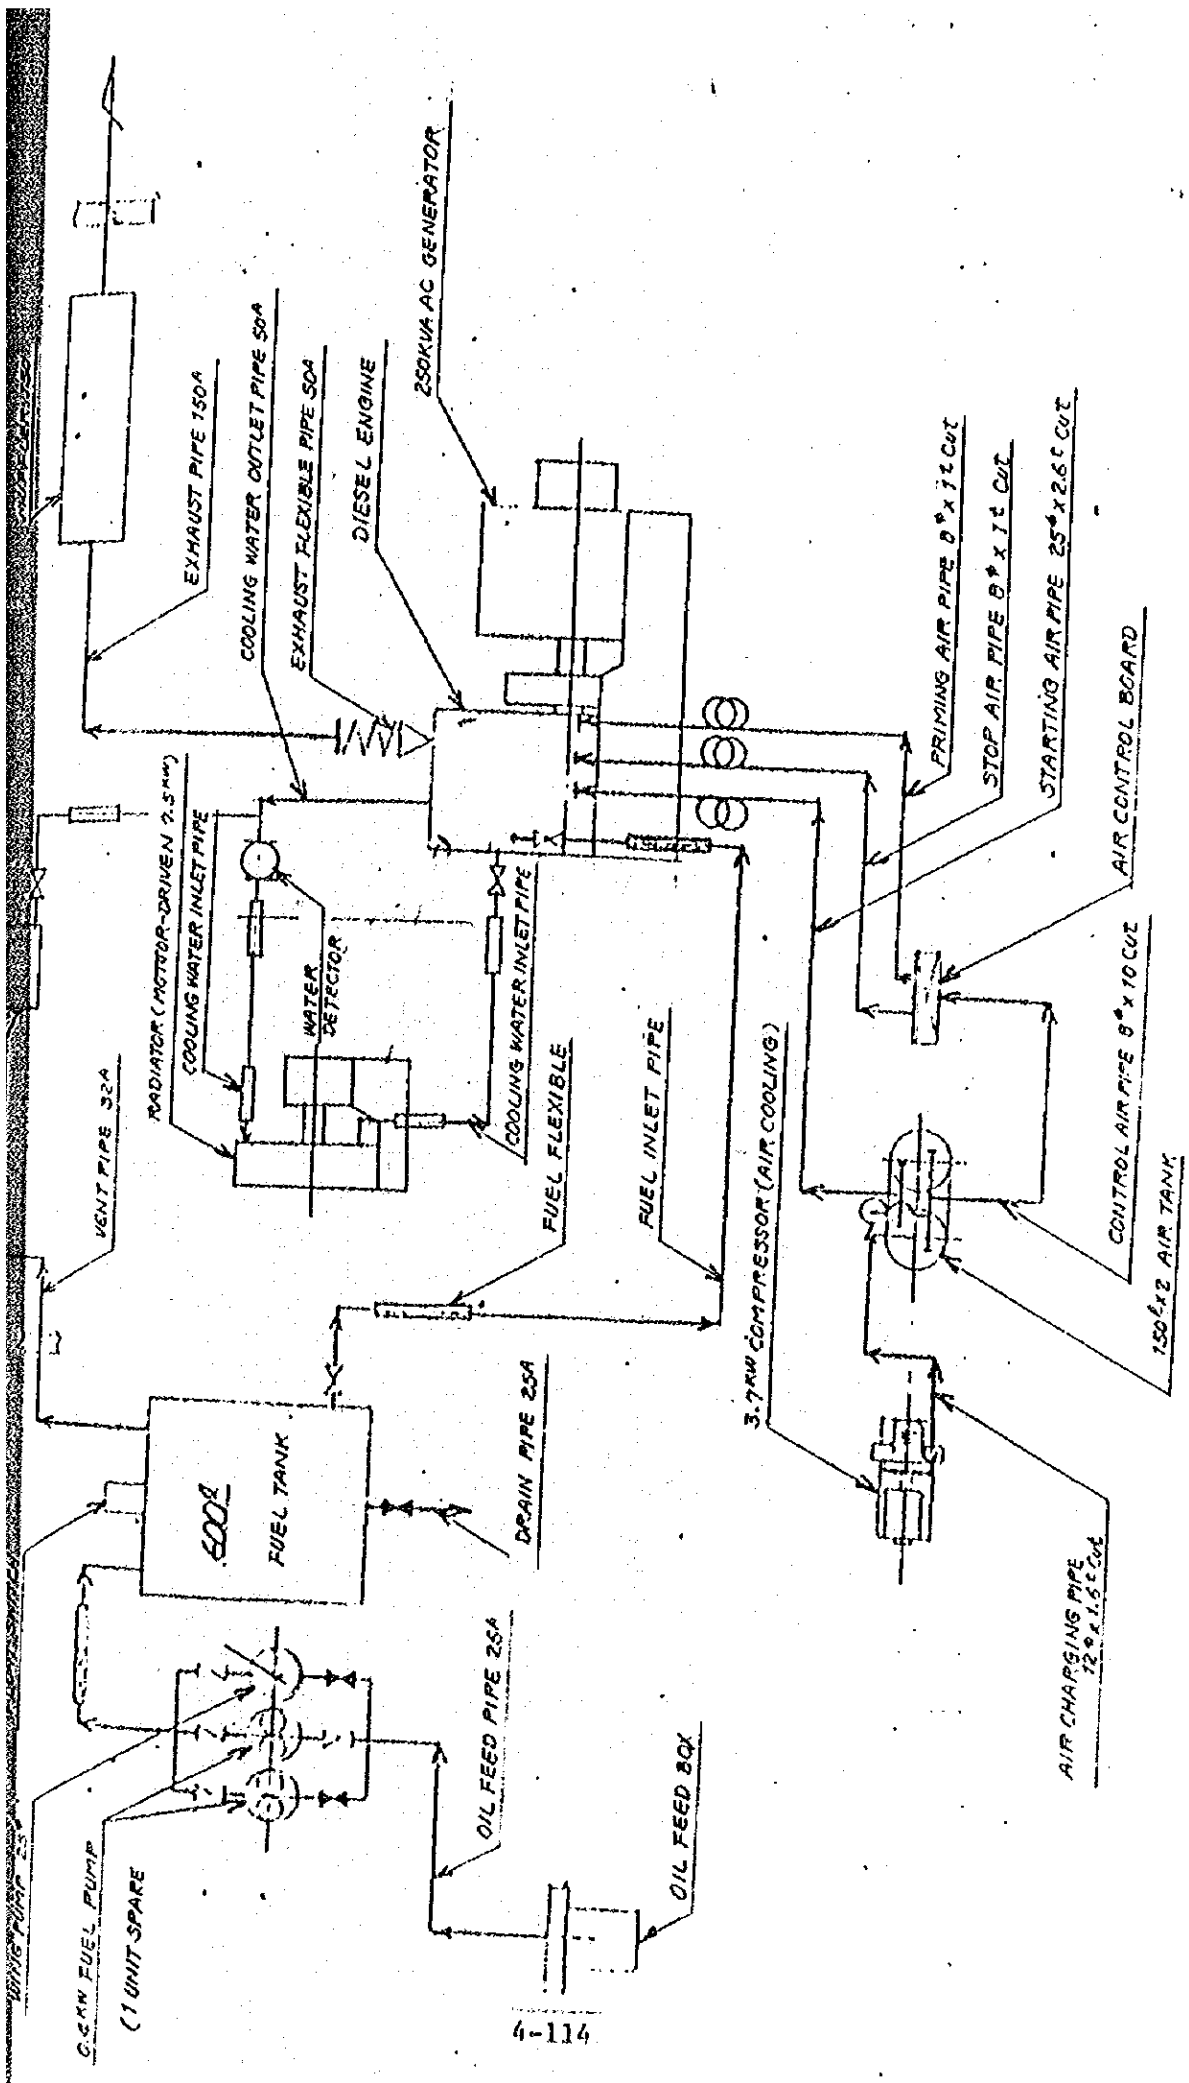 EXHAUST PIPE 150A
COOLING WATER OUTLET PIPE 50A
EXHAUST FLEXIBLE PIPE 50A
DIESEL ENGINE
250KVA AC GENERATOR
VENT PIPE 32A
RADIATOR (MOTOR-DRIVEN 7.5KW)
COOLING WATER INLET PIPE
WATER
DETECTOR
COOLING WATER INLET PIPE
FUEL FLEXIBLE
FUEL INLET PIPE
PRIMING AIR PIPE 8φ x 1t Cut
STOP AIR PIPE 8φ x 1t Cut
STARTING AIR PIPE 25φ x 2.6t Cut
AIR CONTROL BOARD
CONTROL AIR PIPE 8φ x 10 Cut
150ℓ x 2 AIR TANK
3.7KW COMPRESSOR (AIR COOLING)
AIR CHARGING PIPE
12φ x 1.6t Cut
600ℓ
FUEL TANK
DRAIN PIPE 25A
WING PUMP
FUEL PUMP
(1 UNIT SPARE
OIL FEED PIPE 25A
OIL FEED BOX
4-114